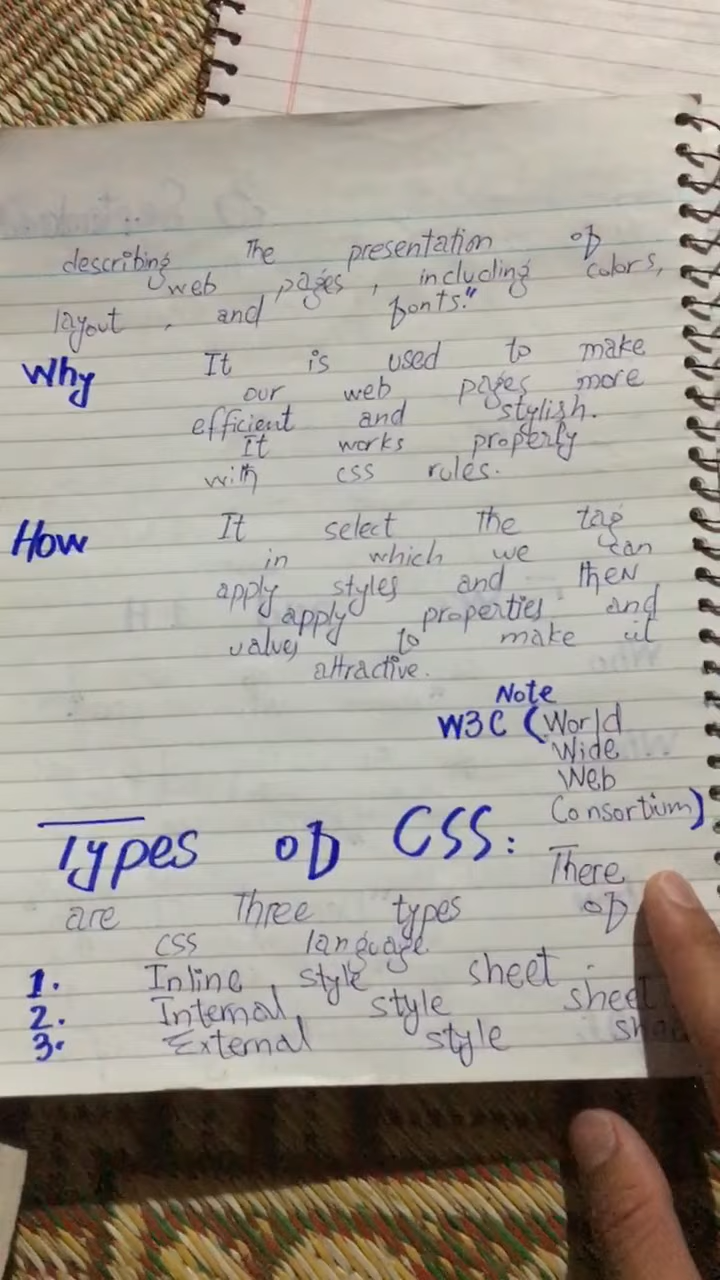 describing The presentation of
web pages, including colors,
layout, and fonts."
Why It is used to make
our web pages more
efficient and stylish.
It works properly
with css rules.
How It select the tag
in which we can
apply styles and then
apply properties and
values to make it
attractive.
Note
W3C (World
Wide
Web
Consortium)
Types of CSS:
There
are three types of
css language
1. Inline style sheet.
2. Internal style sheet
3. External style